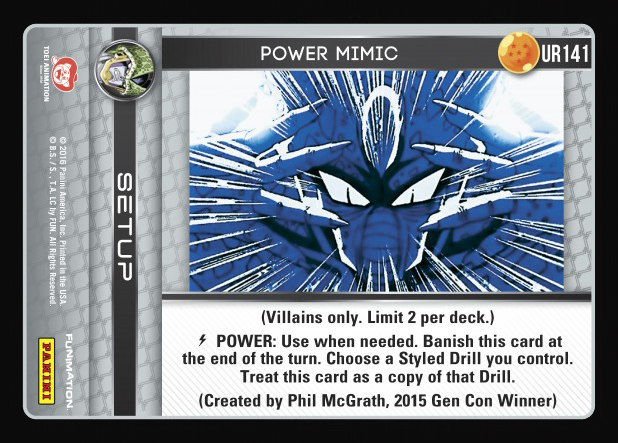 POWER MIMIC
UR141
TOEI ANIMATION
SETUP
© 2016 Panini America, Inc. Printed in the USA.
© B.S. / S., T.A. LC by FUN. All Rights Reserved.
FUNIMATION
PANINI
(Villains only. Limit 2 per deck.)
POWER: Use when needed. Banish this card at
the end of the turn. Choose a Styled Drill you control.
Treat this card as a copy of that Drill.
(Created by Phil McGrath, 2015 Gen Con Winner)